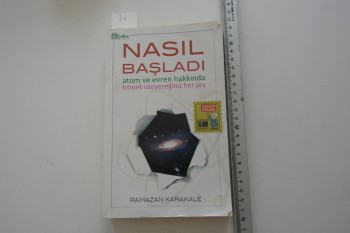 NASIL
BAŞLADI
atom ve evren hakkında
bilmek isteyeceğiniz her şey
RAMAZAN KARAKALE